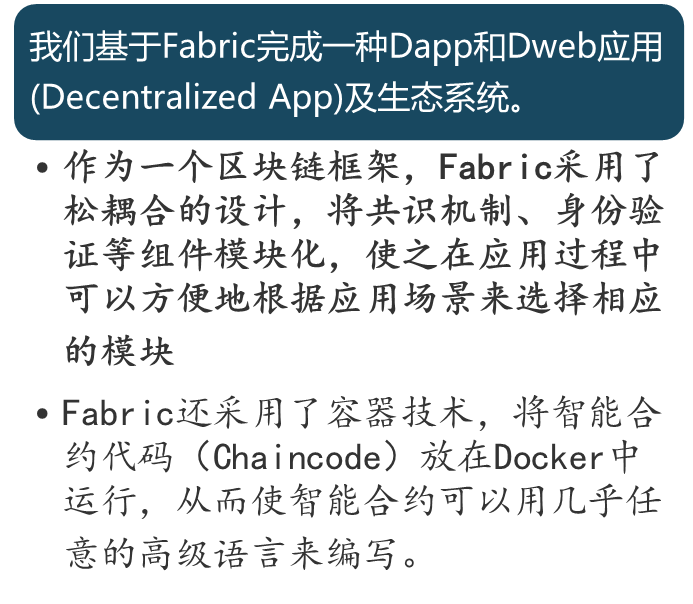 我们基于Fabric完成一种Dapp和Dweb应用
(Decentralized App)及生态系统。
• 作为一个区块链框架，Fabric采用了
松耦合的设计，将共识机制、身份验
证等组件模块化，使之在应用过程中
可以方便地根据应用场景来选择相应
的模块
• Fabric还采用了容器技术，将智能合
约代码（Chaincode）放在Docker中
运行，从而使智能合约可以用几乎任
意的高级语言来编写。